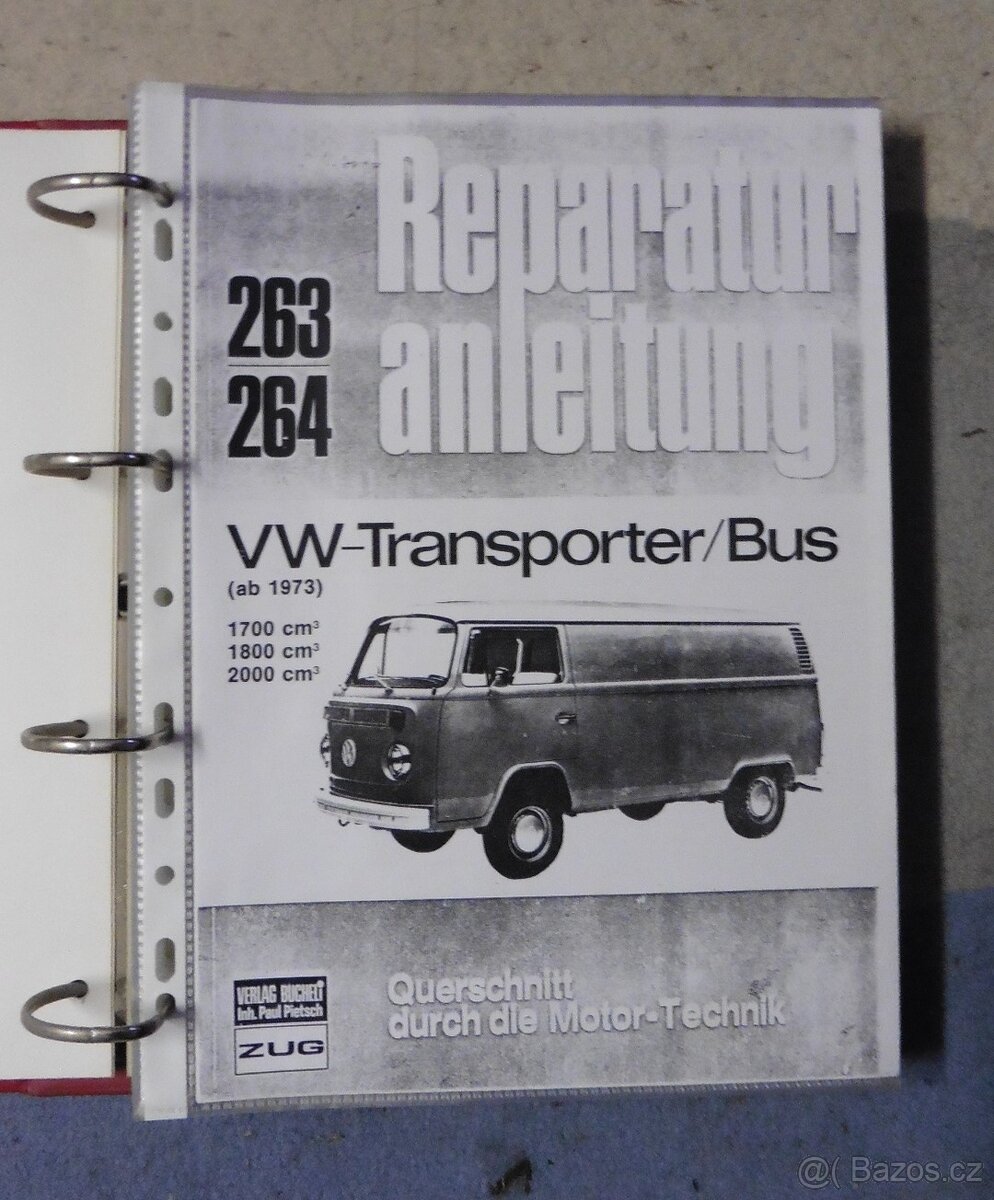 Reparatur
anleitung
263
264
VW-Transporter/Bus
(ab 1973)
1700 cm³
1800 cm³
2000 cm³
Querschnitt
durch die Motor-Technik
VERLAG BUCHELI
Inh. Paul Pietsch
ZUG
@( Bazos.cz